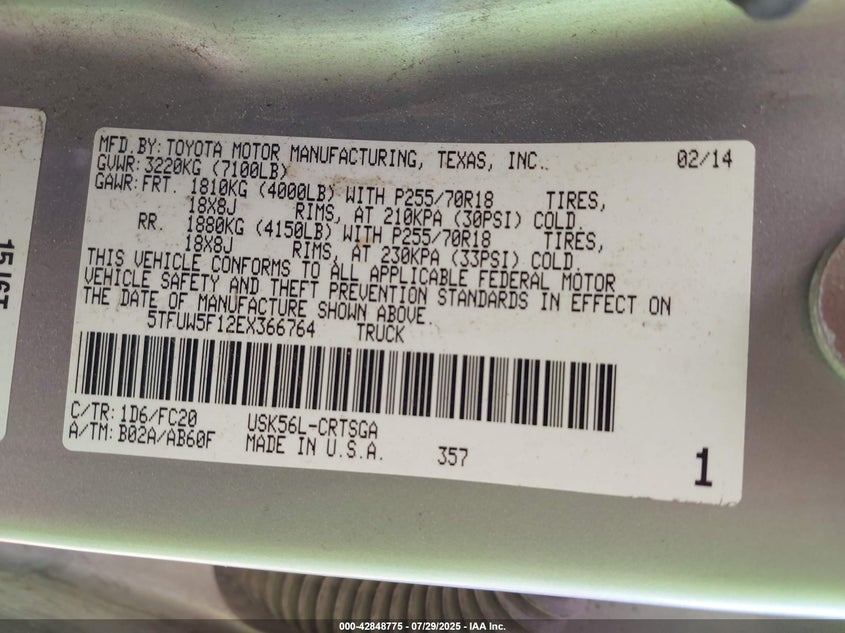 MFD.BY: TOYOTA MOTOR MANUFACTURING, TEXAS, INC. 02/14
GVWR: 3220KG (7100LB)
GAWR: FRT. 1810KG (4000LB) WITH P255/70R18 TIRES,
18X8J RIMS, AT 210KPA (30PSI) COLD.
RR. 1880KG (4150LB) WITH P255/70R18 TIRES,
18X8J RIMS, AT 230KPA (33PSI) COLD.
THIS VEHICLE CONFORMS TO ALL APPLICABLE FEDERAL MOTOR
VEHICLE SAFETY AND THEFT PREVENTION STANDARDS IN EFFECT ON
THE DATE OF MANUFACTURE SHOWN ABOVE.
5TFUW5F12EX366764 TRUCK
C/TR: 1D6/FC20 USK56L-CRTSGA
A/TM: B02A/AB60F MADE IN U.S.A. 357
1
000-42848775 — 07/29/2025 — IAA Inc.